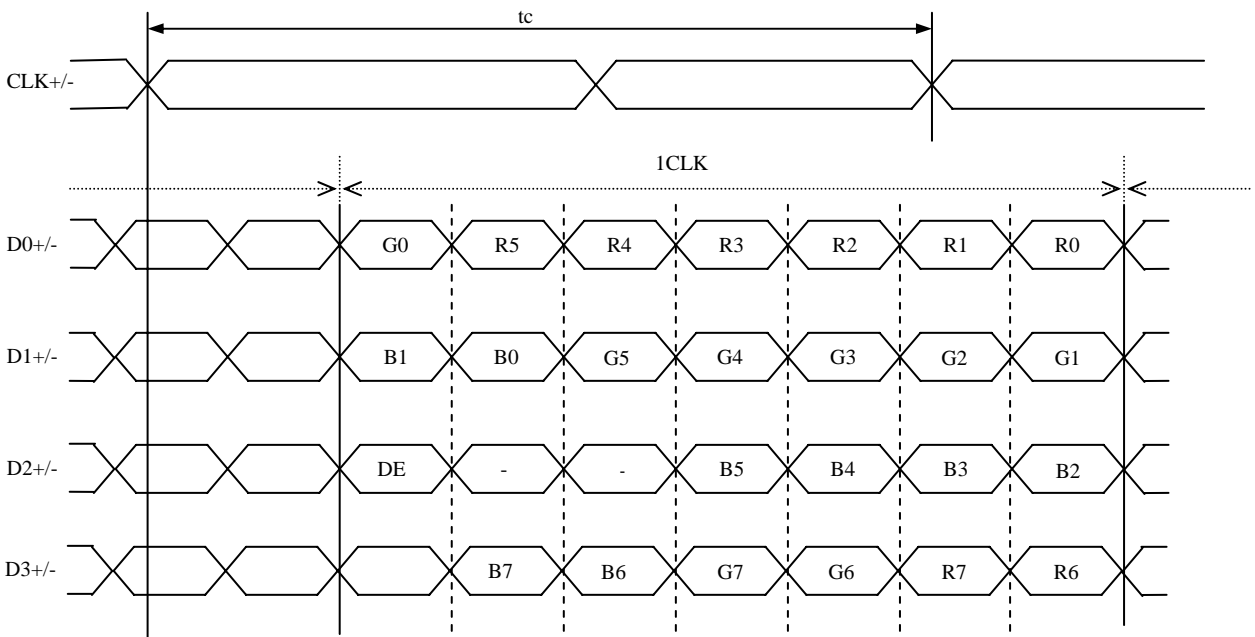 tc
CLK+/-
1CLK
D0+/- G0 R5 R4 R3 R2 R1 R0
D1+/- B1 B0 G5 G4 G3 G2 G1
D2+/- DE - - B5 B4 B3 B2
D3+/- B7 B6 G7 G6 R7 R6